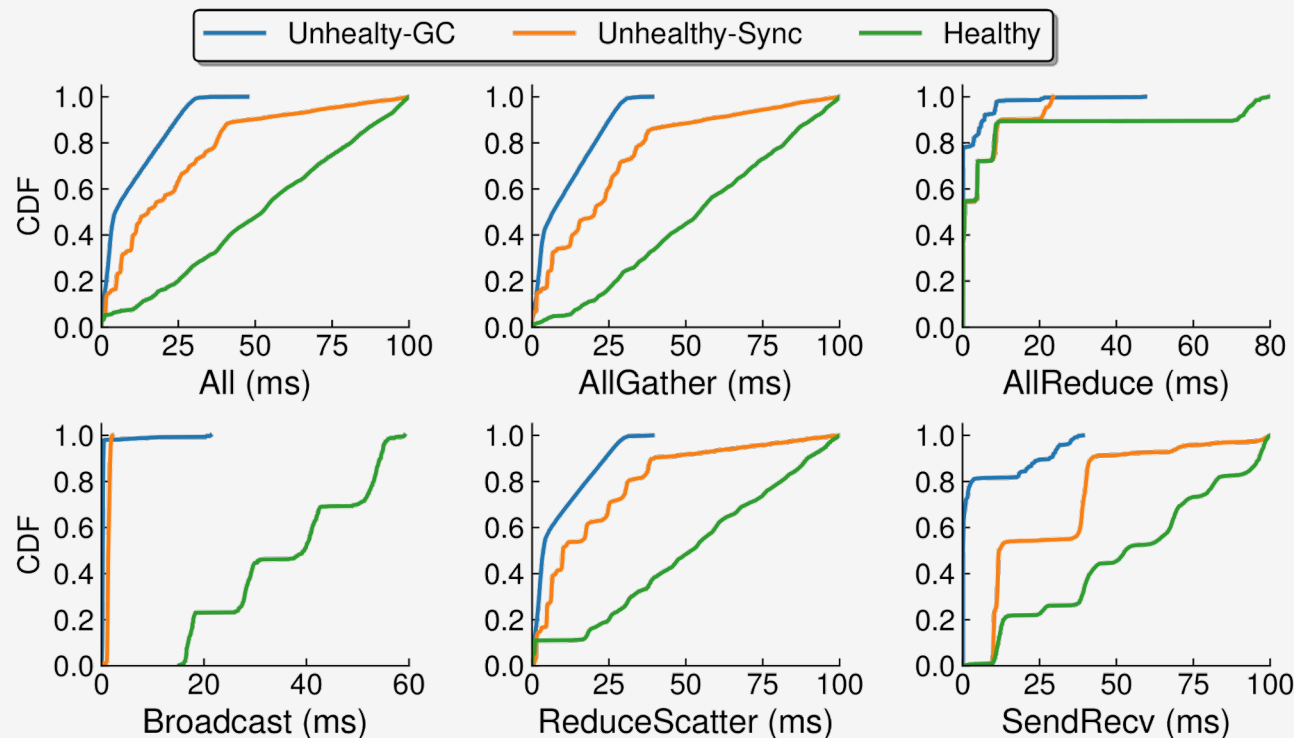 Unhealty-GC Unhealthy-Sync Healthy
CDF
1.0 0.8 0.6 0.4 0.2 0.0
0 25 50 75 100
All (ms)
1.0 0.8 0.6 0.4 0.2 0.0
0 25 50 75 100
AllGather (ms)
1.0 0.8 0.6 0.4 0.2 0.0
0 20 40 60 80
AllReduce (ms)
CDF
1.0 0.8 0.6 0.4 0.2 0.0
0 20 40 60
Broadcast (ms)
1.0 0.8 0.6 0.4 0.2 0.0
0 25 50 75 100
ReduceScatter (ms)
1.0 0.8 0.6 0.4 0.2 0.0
0 25 50 75 100
SendRecv (ms)